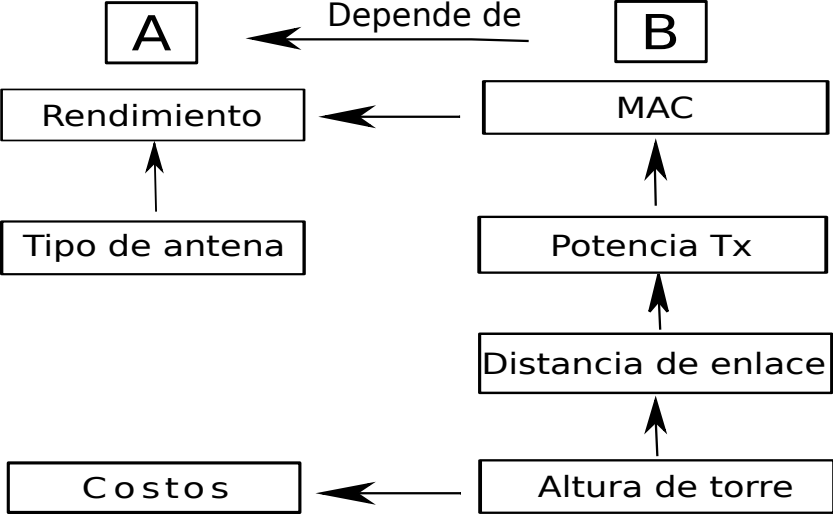 Depende de
A
B
Rendimiento
MAC
Tipo de antena
Potencia Tx
Distancia de enlace
Costos
Altura de torre